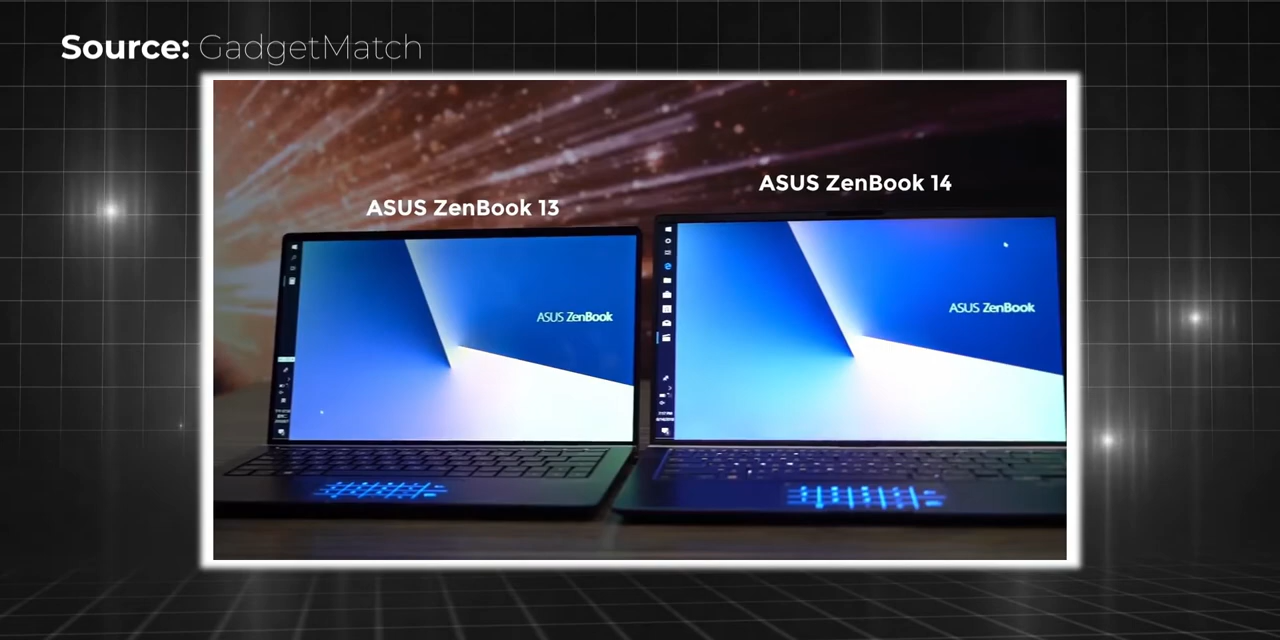 Source: GadgetMatch
ASUS ZenBook 14
ASUS ZenBook 13
ASUS ZenBook
ASUS ZenBook